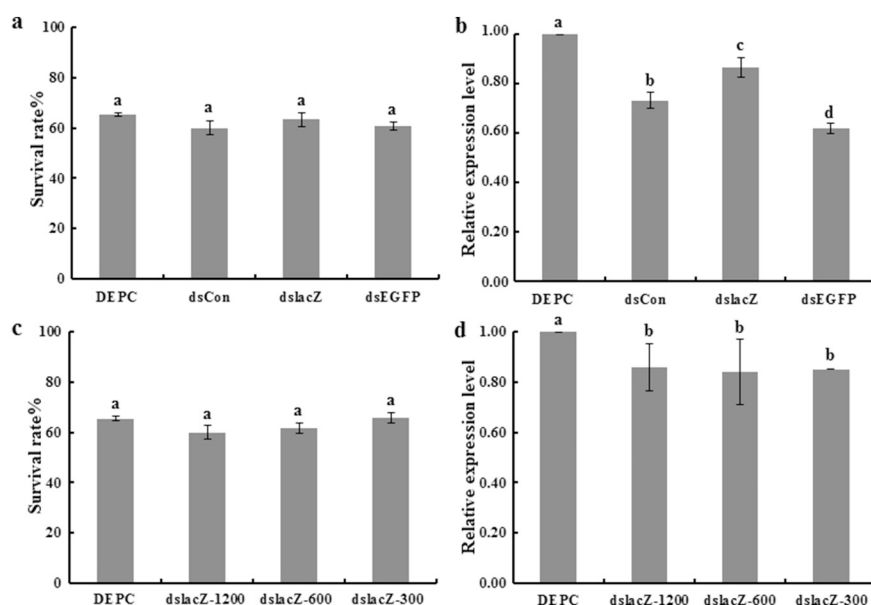 a
Survival rate%
100
80
60
40
20
0
a
a
a
a
DEPC
dsCon
dslacZ
dsEGFP
b
Relative expression level
1.00
0.80
0.60
0.40
0.20
0.00
a
b
c
d
DEPC
dsCon
dslacZ
dsEGFP
c
Survival rate%
100
80
60
40
20
0
a
a
a
a
DEPC
dslacZ-1200
dslacZ-600
dslacZ-300
d
Relative expression level
1.00
0.80
0.60
0.40
0.20
0.00
a
b
b
b
DEPC
dslacZ-1200
dslacZ-600
dslacZ-300